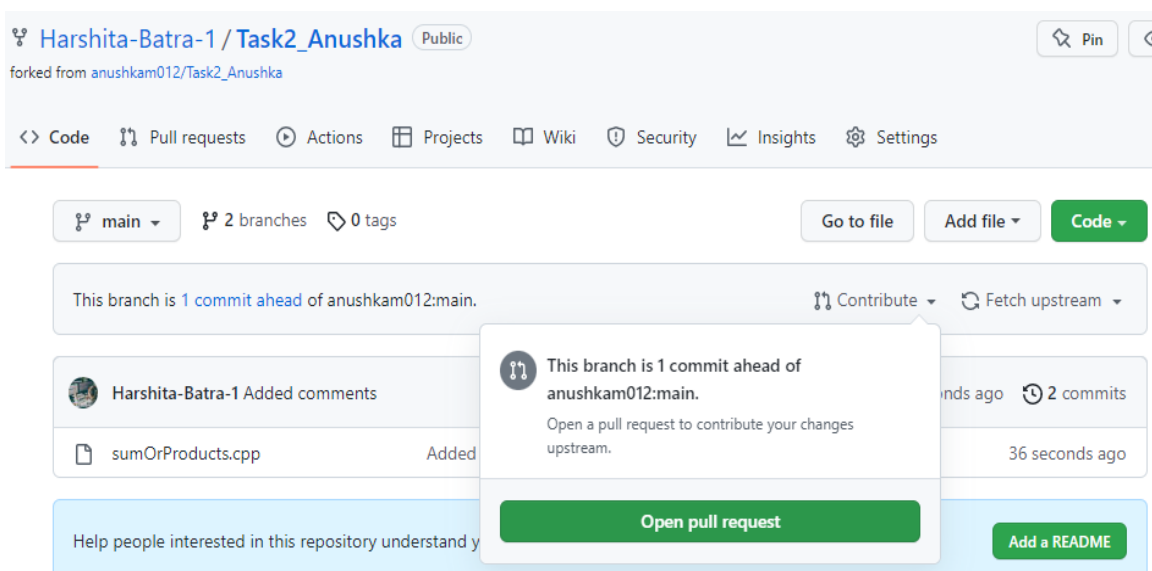 Harshita-Batra-1 / Task2_Anushka Public
Pin
forked from anushkam012/Task2_Anushka
<> Code Pull requests Actions Projects Wiki Security Insights Settings
main 2 branches 0 tags Go to file Add file Code
This branch is 1 commit ahead of anushkam012:main. Contribute Fetch upstream
This branch is 1 commit ahead of
anushkam012:main.
Open a pull request to contribute your changes
upstream.
Open pull request
Harshita-Batra-1 Added comments ago 2 commits
sumOrProducts.cpp Added 36 seconds ago
Help people interested in this repository understand Add a README